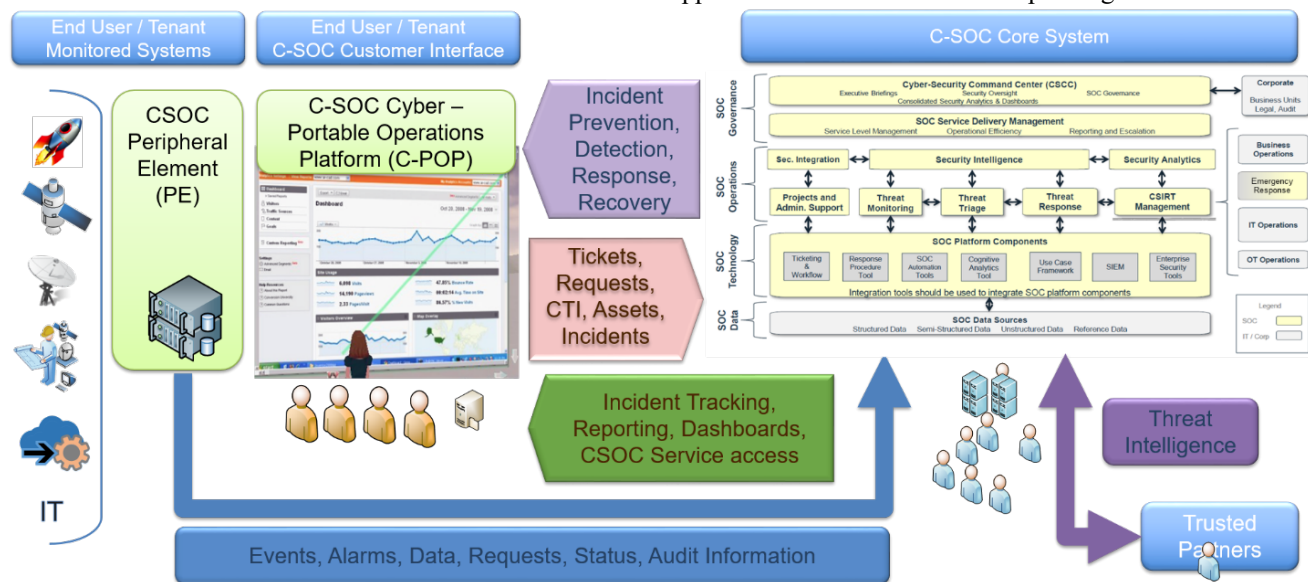 End User / Tenant
Monitored Systems
End User / Tenant
C-SOC Customer Interface
C-SOC Core System
CSOC
Peripheral
Element
(PE)
IT
C-SOC Cyber –
Portable Operations
Platform (C-POP)
Dashboard
Site Usage
Incident
Prevention,
Detection,
Response,
Recovery
Tickets,
Requests,
CTI, Assets,
Incidents
Incident Tracking,
Reporting, Dashboards,
CSOC Service access
SOC
Governance
Cyber-Security Command Center (CSCC)
Executive Briefings Security Oversight SOC Governance
Consolidated Security Analytics & Dashboards
SOC Service Delivery Management
Service Level Management Operational Efficiency Reporting and Escalation
Corporate
Business Units
Legal, Audit
SOC
Operations
Sec. Integration
Security Intelligence
Security Analytics
Projects and
Admin. Support
Threat
Monitoring
Threat
Triage
Threat
Response
CSIRT
Management
Business
Operations
Emergency
Response
IT Operations
OT Operations
SOC
Technology
SOC Platform Components
Ticketing
&
Workflow
Response
Procedure
Tool
SOC
Automation
Tools
Cognitive
Analytics
Tool
Use Case
Framework
SIEM
Enterprise
Security
Tools
Integration tools should be used to integrate SOC platform components
SOC
Data
SOC Data Sources
Structured Data Semi-Structured Data Unstructured Data Reference Data
Legend
SOC
IT / Corp
Threat
Intelligence
Trusted
Partners
Events, Alarms, Data, Requests, Status, Audit Information